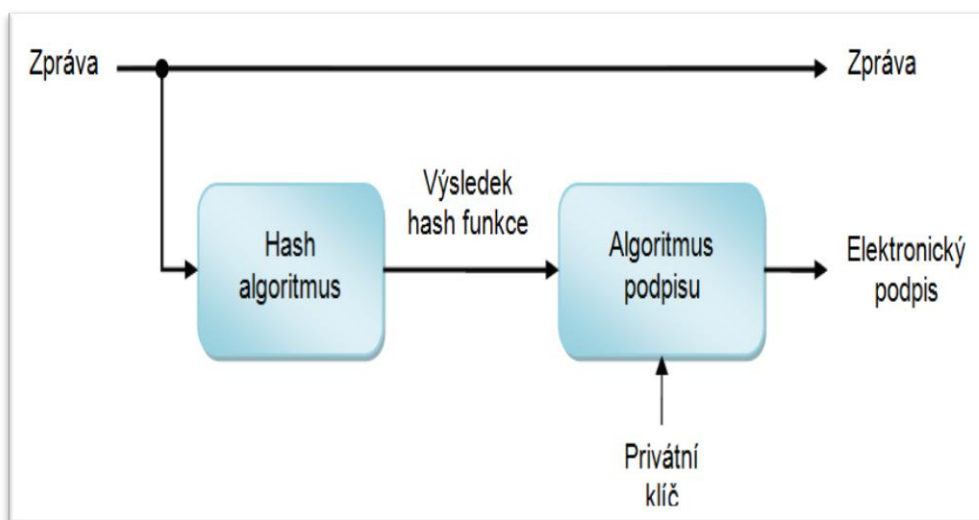 Zpráva
Zpráva
Výsledek
hash funkce
Hash
algoritmus
Algoritmus
podpisu
Elektronický
podpis
Privátní
klíč